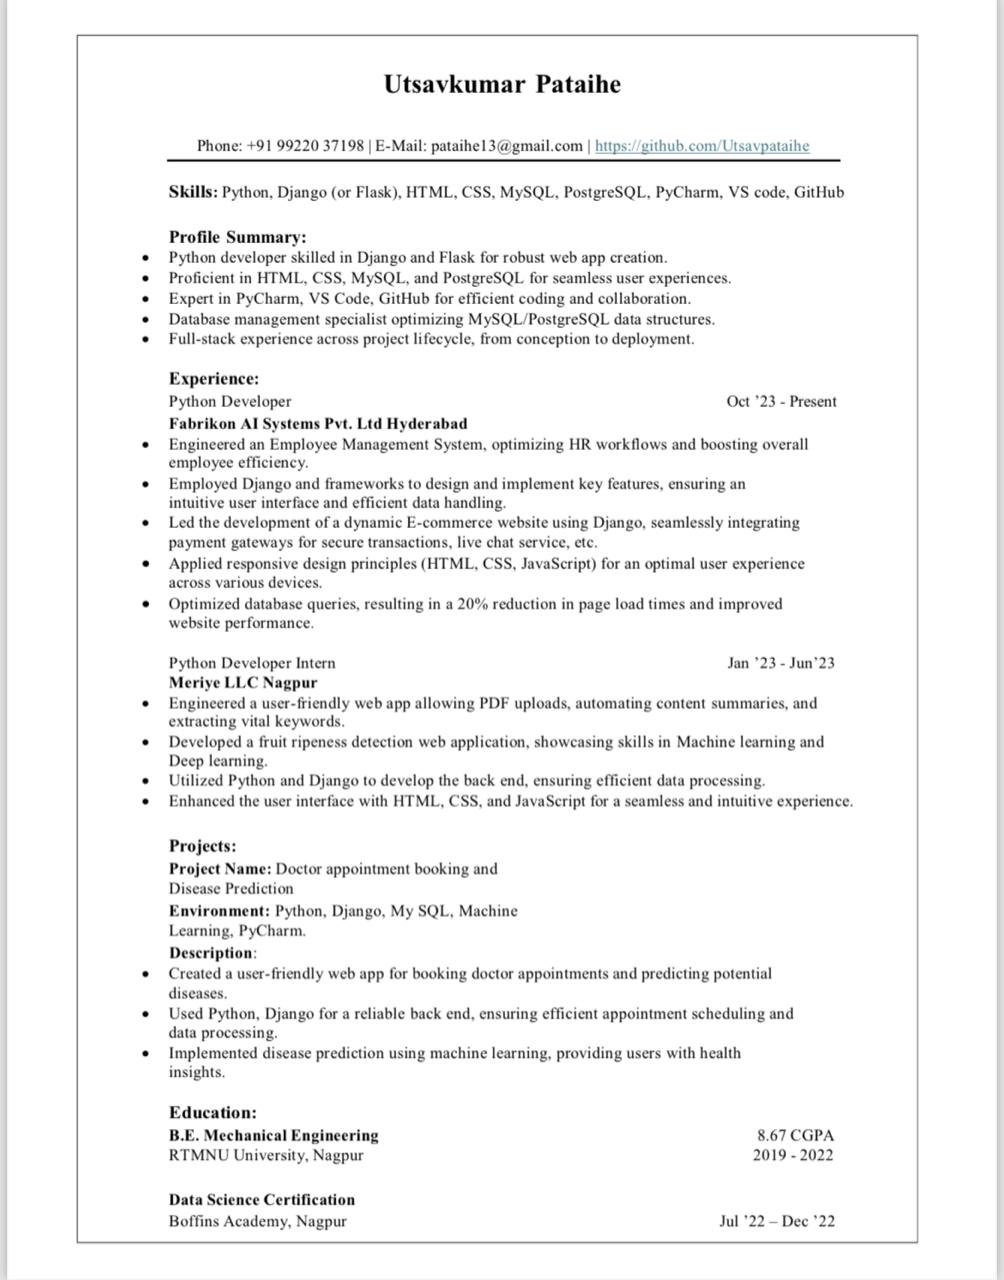 Utsavkumar Pataihe
Phone: +91 99220 37198 | E-Mail: pataihe13@gmail.com | https://github.com/Utsavpataihe
Skills: Python, Django (or Flask), HTML, CSS, MySQL, PostgreSQL, PyCharm, VS code, GitHub
Profile Summary:
• Python developer skilled in Django and Flask for robust web app creation.
• Proficient in HTML, CSS, MySQL, and PostgreSQL for seamless user experiences.
• Expert in PyCharm, VS Code, GitHub for efficient coding and collaboration.
• Database management specialist optimizing MySQL/PostgreSQL data structures.
• Full-stack experience across project lifecycle, from conception to deployment.
Experience:
Python Developer Oct ’23 - Present
Fabrikon AI Systems Pvt. Ltd Hyderabad
• Engineered an Employee Management System, optimizing HR workflows and boosting overall
employee efficiency.
• Employed Django and frameworks to design and implement key features, ensuring an
intuitive user interface and efficient data handling.
• Led the development of a dynamic E-commerce website using Django, seamlessly integrating
payment gateways for secure transactions, live chat service, etc.
• Applied responsive design principles (HTML, CSS, JavaScript) for an optimal user experience
across various devices.
• Optimized database queries, resulting in a 20% reduction in page load times and improved
website performance.
Python Developer Intern Jan ’23 - Jun’23
Meriye LLC Nagpur
• Engineered a user-friendly web app allowing PDF uploads, automating content summaries, and
extracting vital keywords.
• Developed a fruit ripeness detection web application, showcasing skills in Machine learning and
Deep learning.
• Utilized Python and Django to develop the back end, ensuring efficient data processing.
• Enhanced the user interface with HTML, CSS, and JavaScript for a seamless and intuitive experience.
Projects:
Project Name: Doctor appointment booking and
Disease Prediction
Environment: Python, Django, My SQL, Machine
Learning, PyCharm.
Description:
• Created a user-friendly web app for booking doctor appointments and predicting potential
diseases.
• Used Python, Django for a reliable back end, ensuring efficient appointment scheduling and
data processing.
• Implemented disease prediction using machine learning, providing users with health
insights.
Education:
B.E. Mechanical Engineering 8.67 CGPA
RTMNU University, Nagpur 2019 - 2022
Data Science Certification
Boffins Academy, Nagpur Jul ’22 – Dec ’22